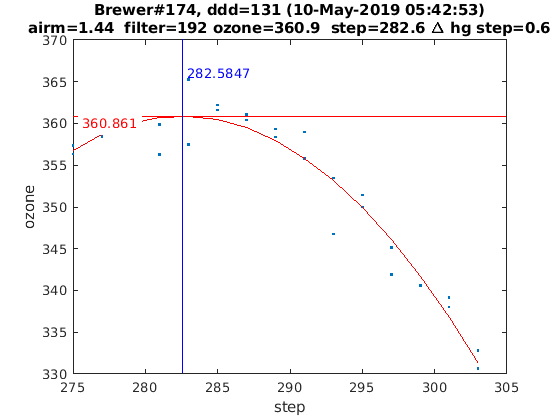 Brewer#174, ddd=131 (10-May-2019 05:42:53)
airm=1.44 filter=192 ozone=360.9 step=282.6 Δ hg step=0.6
370
365
360
355
350
345
340
335
330
ozone
282.5847
360.861
275 280 285 290 295 300 305
step